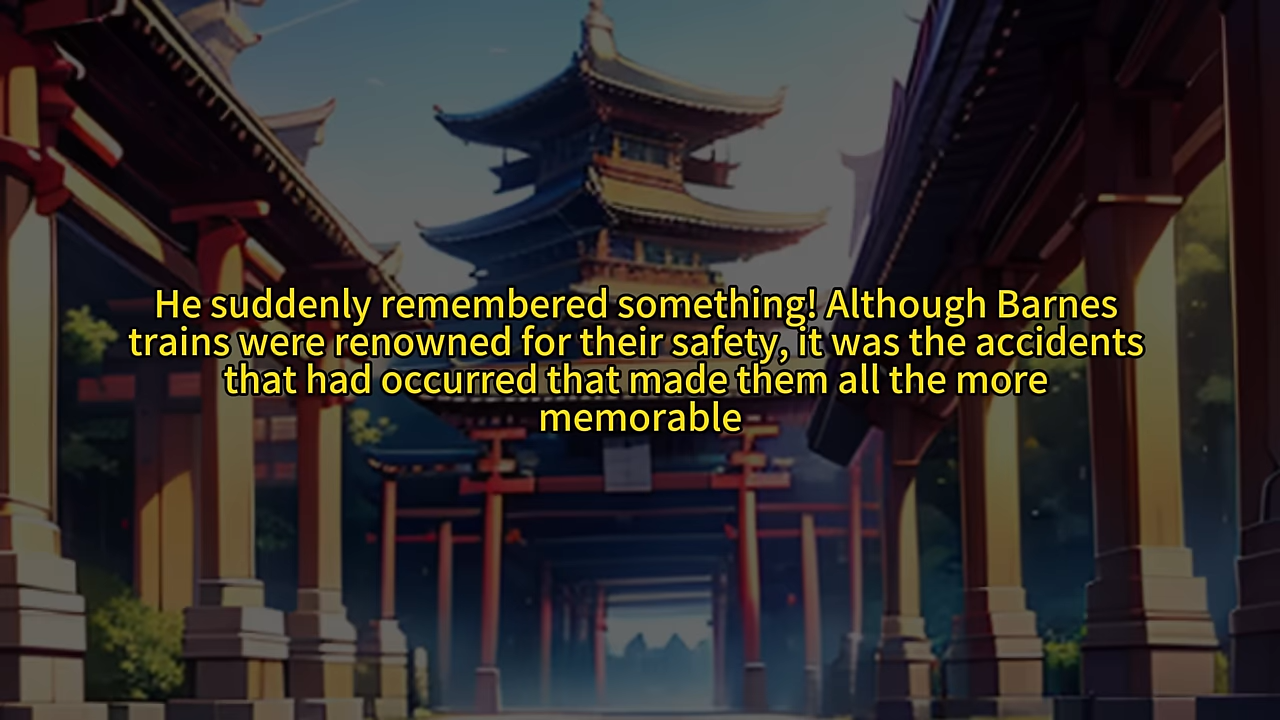 He suddenly remembered something! Although Barnes
trains were renowned for their safety, it was the accidents
that had occurred that made them all the more
memorable